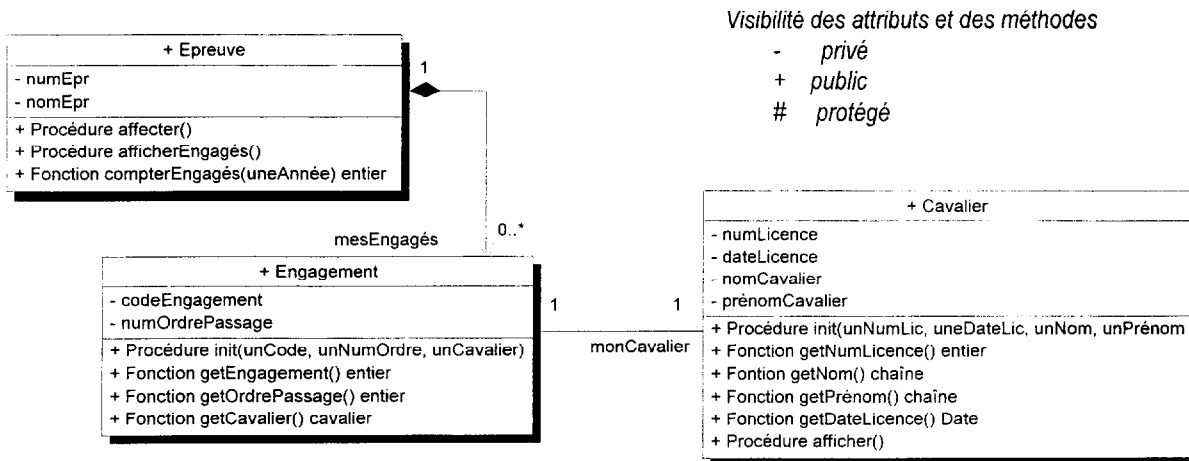 Visibilité des attributs et des méthodes
- privé
+ public
# protégé
+ Epreuve
- numEpr
- nomEpr
+ Procédure affecter()
+ Procédure afficherEngagés()
+ Fonction compterEngagés(uneAnnée) entier
1
mesEngagés
0..*
+ Engagement
- codeEngagement
- numOrdrePassage
+ Procédure init(unCode, unNumOrdre, unCavalier)
+ Fonction getEngagement() entier
+ Fonction getOrdrePassage() entier
+ Fonction getCavalier() cavalier
1
1
monCavalier
+ Cavalier
- numLicence
- dateLicence
- nomCavalier
- prénomCavalier
+ Procédure init(unNumLic, uneDateLic, unNom, unPrénom
+ Fonction getNumLicence() entier
+ Fontion getNom() chaîne
+ Fonction getPrénom() chaîne
+ Fonction getDateLicence() Date
+ Procédure afficher()